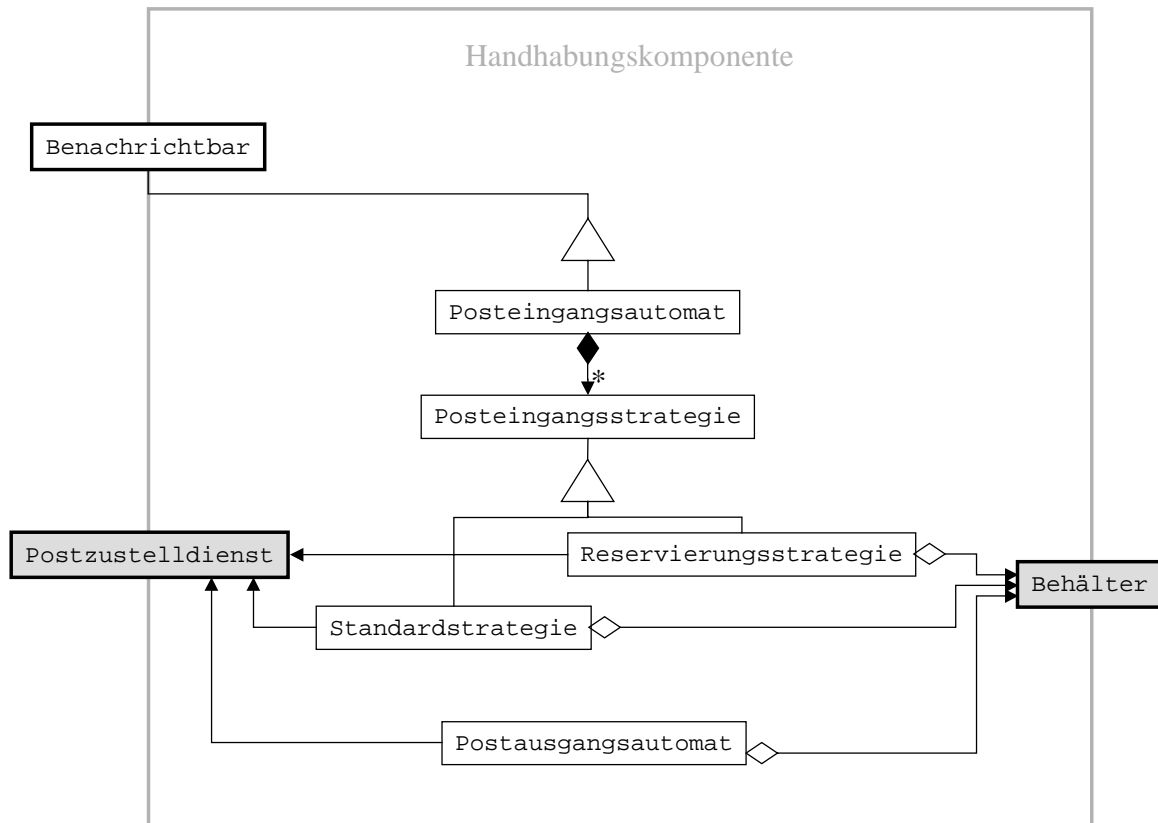 Handhabungskomponente
Benachrichtbar
Posteingangsautomat
*
Posteingangsstrategie
Postzustelldienst
Reservierungsstrategie
Behälter
Standardstrategie
Postausgangsautomat